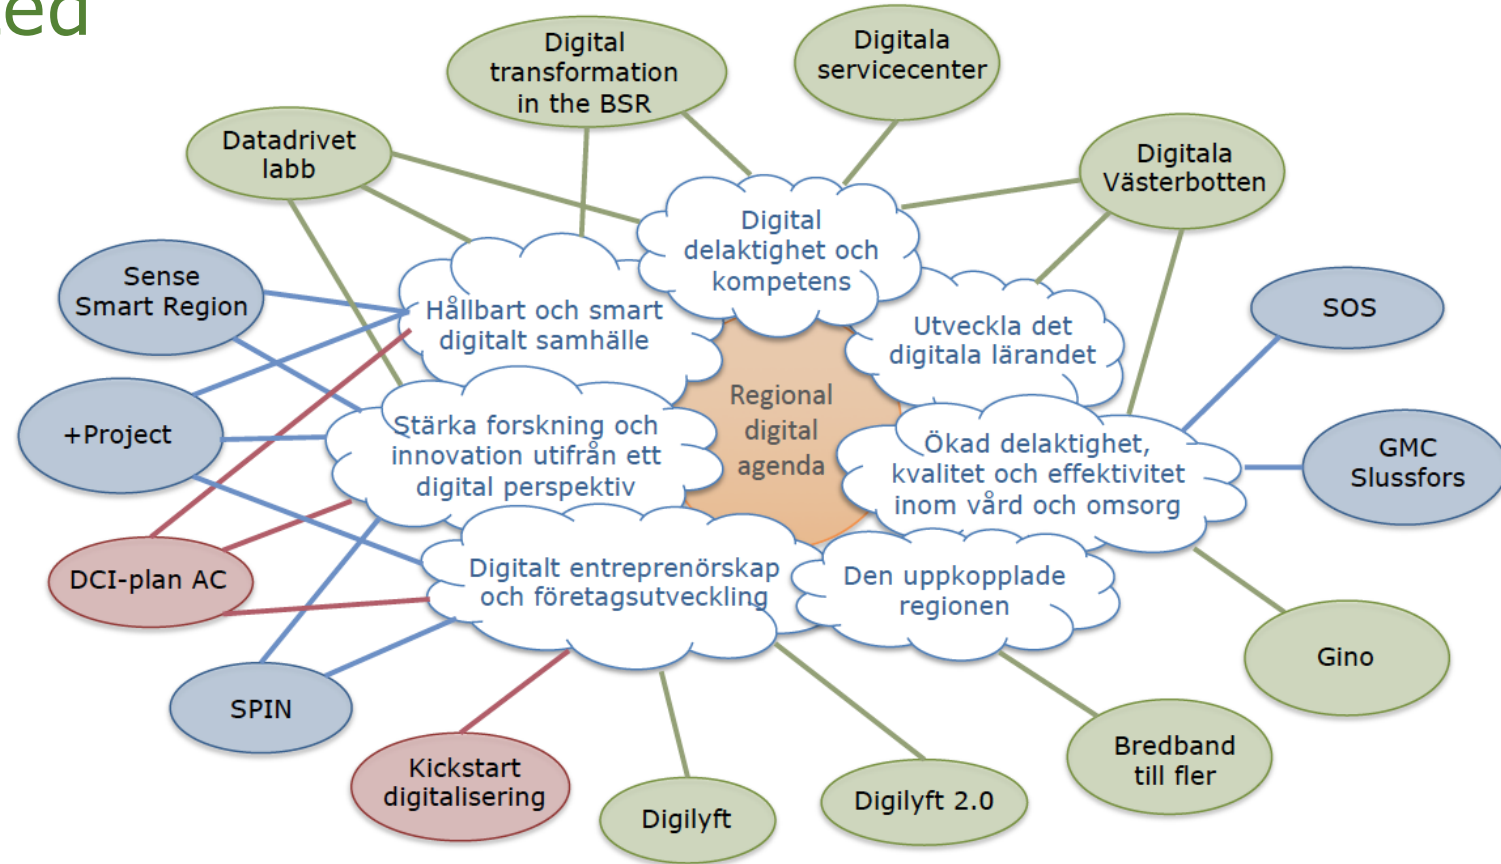 Digital
transformation
in the BSR
Digitala
servicecenter
Datadrivet
labb
Digitala
Västerbotten
Digital
delaktighet och
kompetens
Sense
Smart Region
Hållbart och smart
digitalt samhälle
Utveckla det
digitala lärandet
SOS
+Project
Stärka forskning och
innovation utifrån ett
digital perspektiv
Regional
digital
agenda
Ökad delaktighet,
kvalitet och effektivitet
inom vård och omsorg
GMC
Slussfors
DCI-plan AC
Digitalt entreprenörskap
och företagsutveckling
Den uppkopplade
regionen
Gino
SPIN
Kickstart
digitalisering
Digilyft
Digilyft 2.0
Bredband
till fler